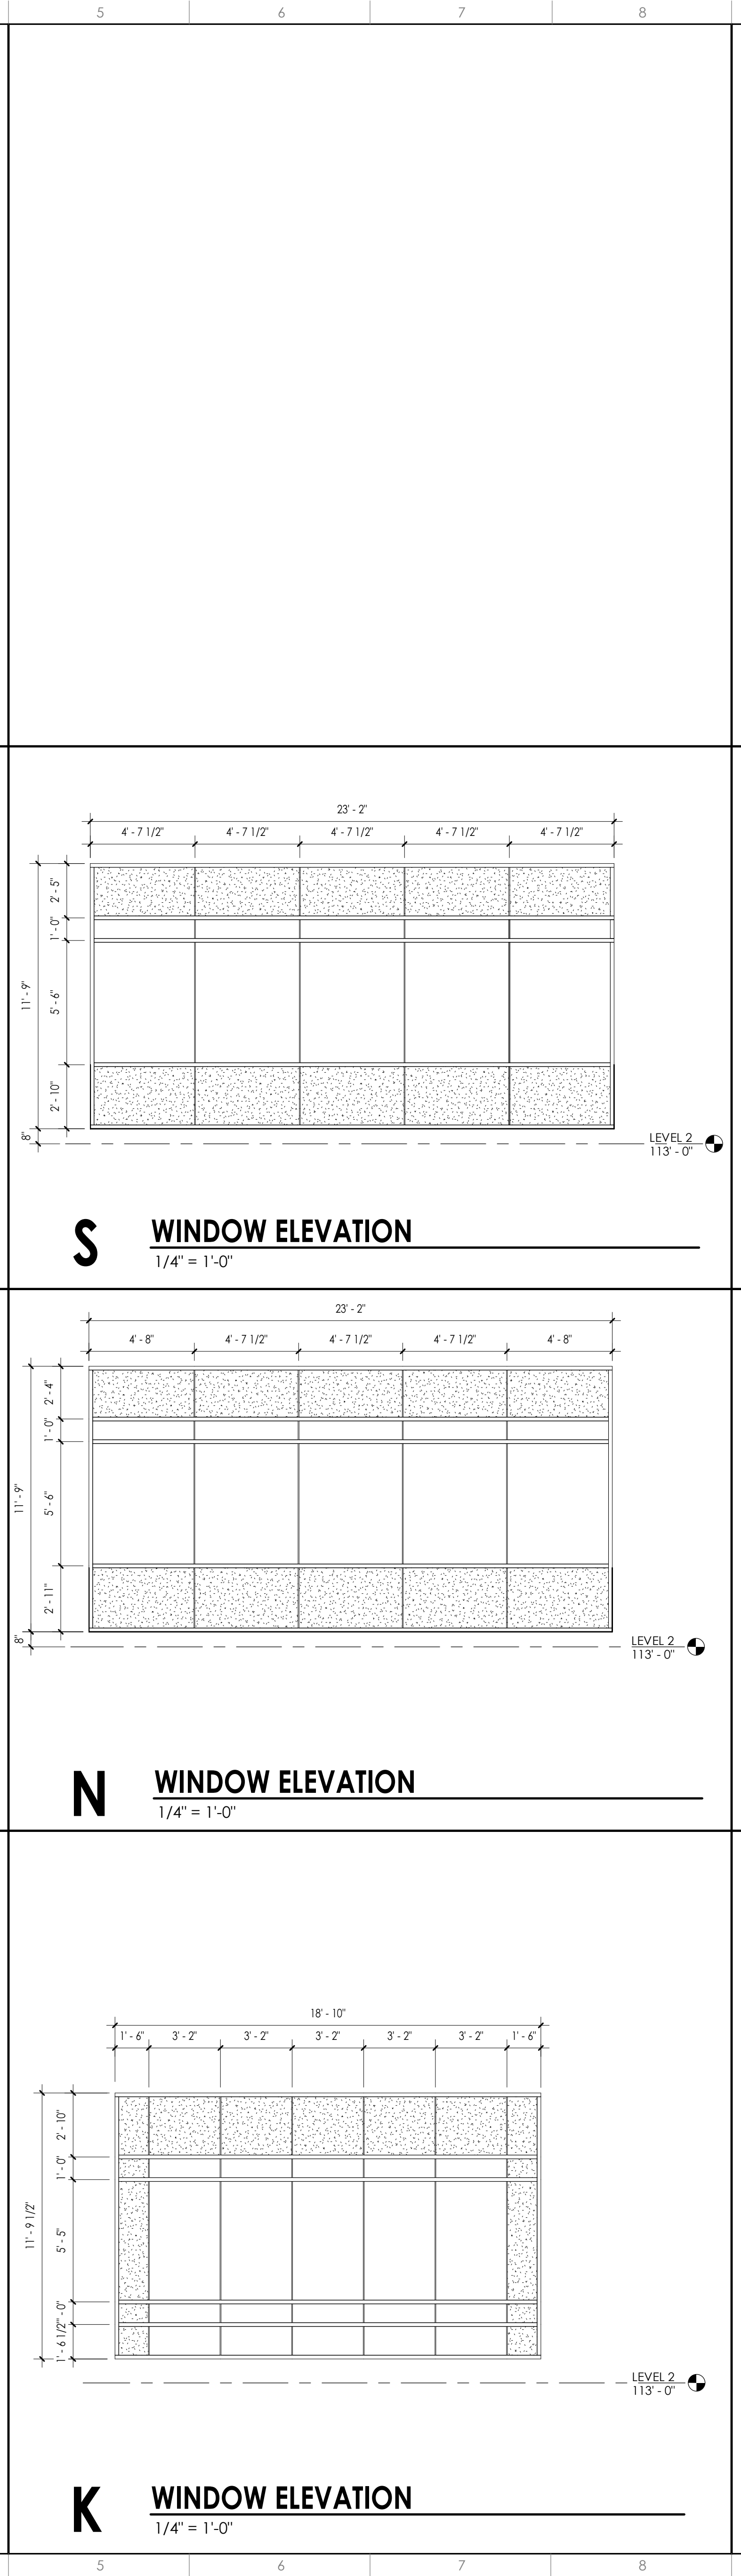 5 6 7 8
23' - 2"
4' - 7 1/2" 4' - 7 1/2" 4' - 7 1/2" 4' - 7 1/2" 4' - 7 1/2"
2' - 5"
1' - 0"
11' - 9"
5' - 6"
2' - 10"
8"
LEVEL 2
113' - 0"
S WINDOW ELEVATION
1/4" = 1'-0"
23' - 2"
4' - 8" 4' - 7 1/2" 4' - 7 1/2" 4' - 7 1/2" 4' - 8"
2' - 4"
1' - 0"
11' - 9"
5' - 6"
2' - 11"
8"
LEVEL 2
113' - 0"
N WINDOW ELEVATION
1/4" = 1'-0"
18' - 10"
1' - 6" 3' - 2" 3' - 2" 3' - 2" 3' - 2" 3' - 2" 1' - 6"
2' - 10"
1' - 0"
11' - 9 1/2"
5' - 5"
- 0"
1' - 6 1/2"
LEVEL 2
113' - 0"
K WINDOW ELEVATION
1/4" = 1'-0"
5 6 7 8